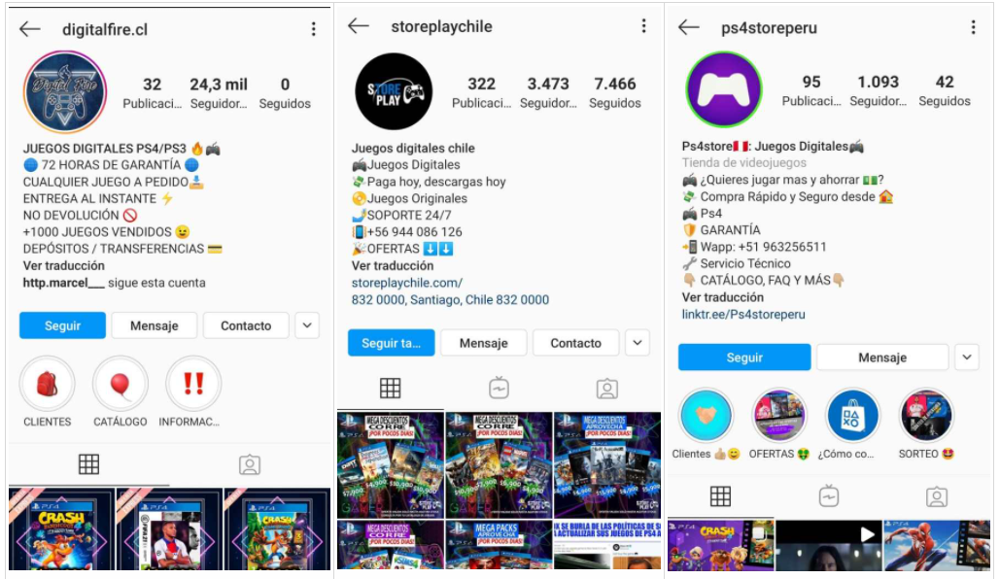 digitalfire.cl
Digital Fire
32
24,3 mil
0
Publicaci...
Seguidor...
Seguidos
JUEGOS DIGITALES PS4/PS3 🔥🎮
🔵 72 HORAS DE GARANTÍA 🔵
CUALQUIER JUEGO A PEDIDO📥
ENTREGA AL INSTANTE ⚡
NO DEVOLUCIÓN 🚫
+1000 JUEGOS VENDIDOS 😉
DEPÓSITOS / TRANSFERENCIAS 💳
Ver traducción
http.marcel___ sigue esta cuenta
Seguir
Mensaje
Contacto
CLIENTES
CATÁLOGO
INFORMAC...
PS4
CRASH
PS4
FIFA 21
PS4
CRASH
storeplaychile
STORE
PLAY
322
3.473
7.466
Publicaci...
Seguidor...
Seguidos
Juegos digitales chile
🎮Juegos Digitales
💸Paga hoy, descargas hoy
📀Juegos Originales
🤳SOPORTE 24/7
📳+56 944 086 126
🎉OFERTAS ⬇️⬇️
Ver traducción
storeplaychile.com/
832 0000, Santiago, Chile 832 0000
Seguir ta...
Mensaje
Contacto
MEGA DESCUENTOS
CORRE
¡POR POCOS DIAS!
MEGA DESCUENTOS
CORRE
¡POR POCOS DIAS!
MEGA DESCUENTOS
APROVECHA
¡POR POCOS DIAS!
MEGA DESCUENTOS
CORRE
¡POR POCOS DIAS!
MEGA PACKS
APROVECHA
¡POR POCOS DIAS!
SE BURLA DE LAS POLÍTICAS DE
ACTUALIZAR SUS JUEGOS DE PS4 A
ps4storeperu
95
1.093
42
Publicaci...
Seguidor...
Seguidos
Ps4store🇵🇪: Juegos Digitales🎮
Tienda de videojuegos
🎮 ¿Quieres jugar mas y ahorrar 💵?
💸 Compra Rápido y Seguro desde 🏠
🎮 Ps4
🛡️ GARANTÍA
📲 Wapp: +51 963256511
🔧 Servicio Técnico
👇🏼 CATÁLOGO, FAQ Y MÁS👇🏼
Ver traducción
linktr.ee/Ps4storeperu
Seguir
Mensaje
Clientes 👍🏼😊
OFERTAS 🤑
¿Cómo co...
SORTEO 🤩
CRASH